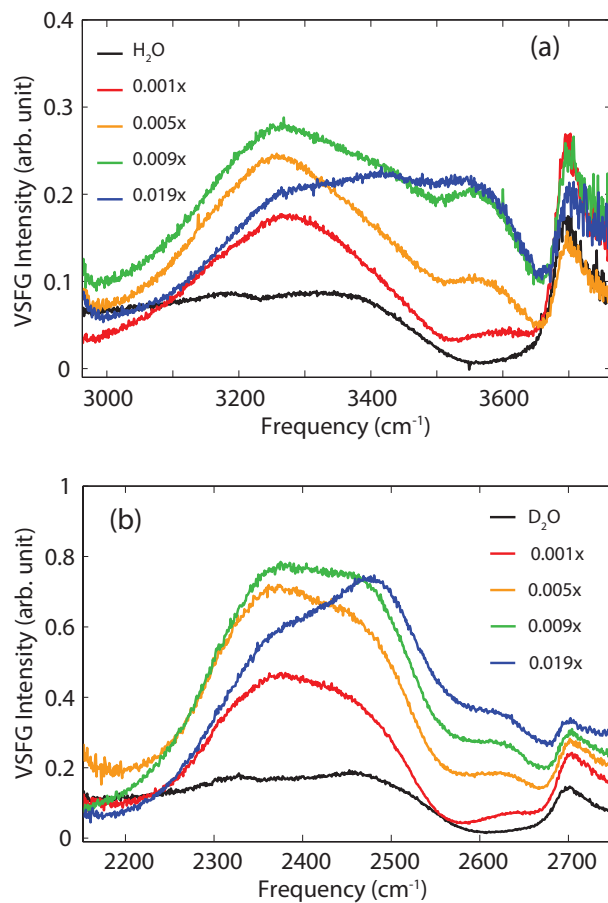 0.4
(a)
H₂O
0.001x
0.3
0.005x
0.009x
0.2
0.019x
0.1
0
VSFG Intensity (arb. unit)
3000 3200 3400 3600
Frequency (cm⁻¹)
1
(b)
D₂O
0.001x
0.8
0.005x
0.009x
0.6
0.019x
0.4
0.2
0
VSFG Intensity (arb. unit)
2200 2300 2400 2500 2600 2700
Frequency (cm⁻¹)